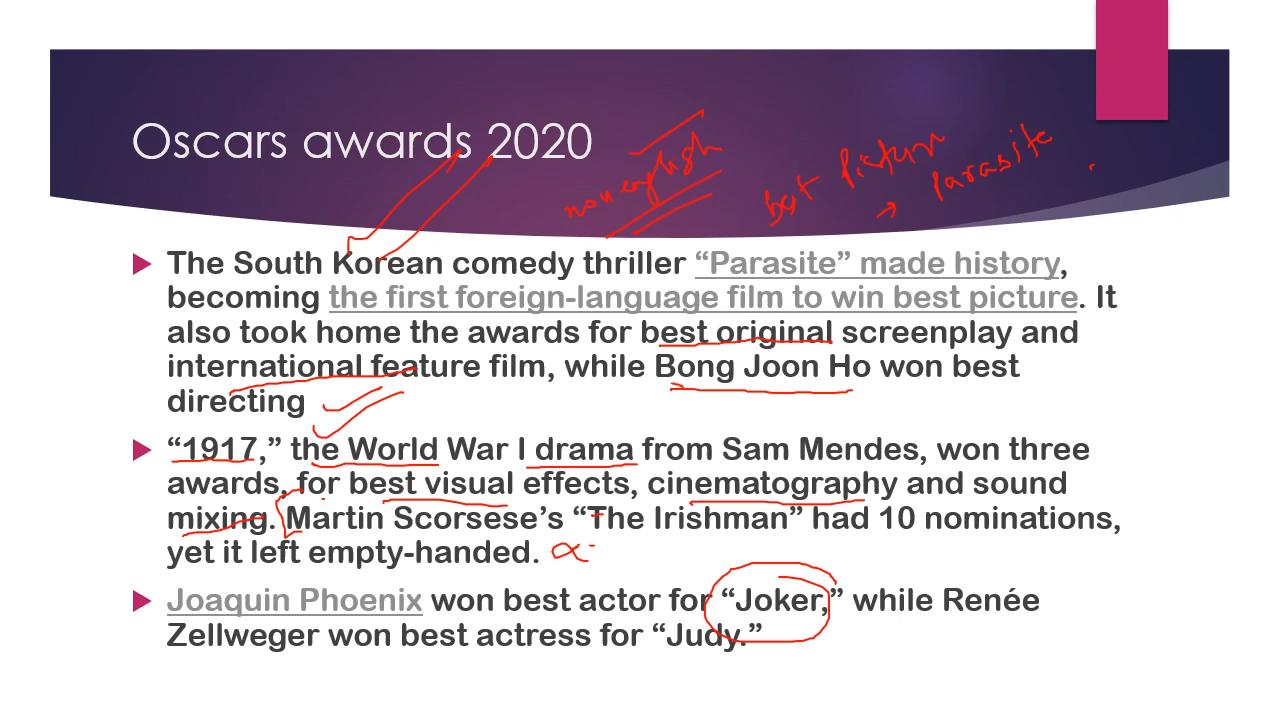 Oscars awards 2020
non english
best picture
→ parasite
The South Korean comedy thriller “Parasite” made history,
becoming the first foreign-language film to win best picture. It
also took home the awards for best original screenplay and
international feature film, while Bong Joon Ho won best
directing
“1917,” the World War I drama from Sam Mendes, won three
awards, for best visual effects, cinematography and sound
mixing. Martin Scorsese’s “The Irishman” had 10 nominations,
yet it left empty-handed.
Joaquin Phoenix won best actor for “Joker,” while Renée
Zellweger won best actress for “Judy.”